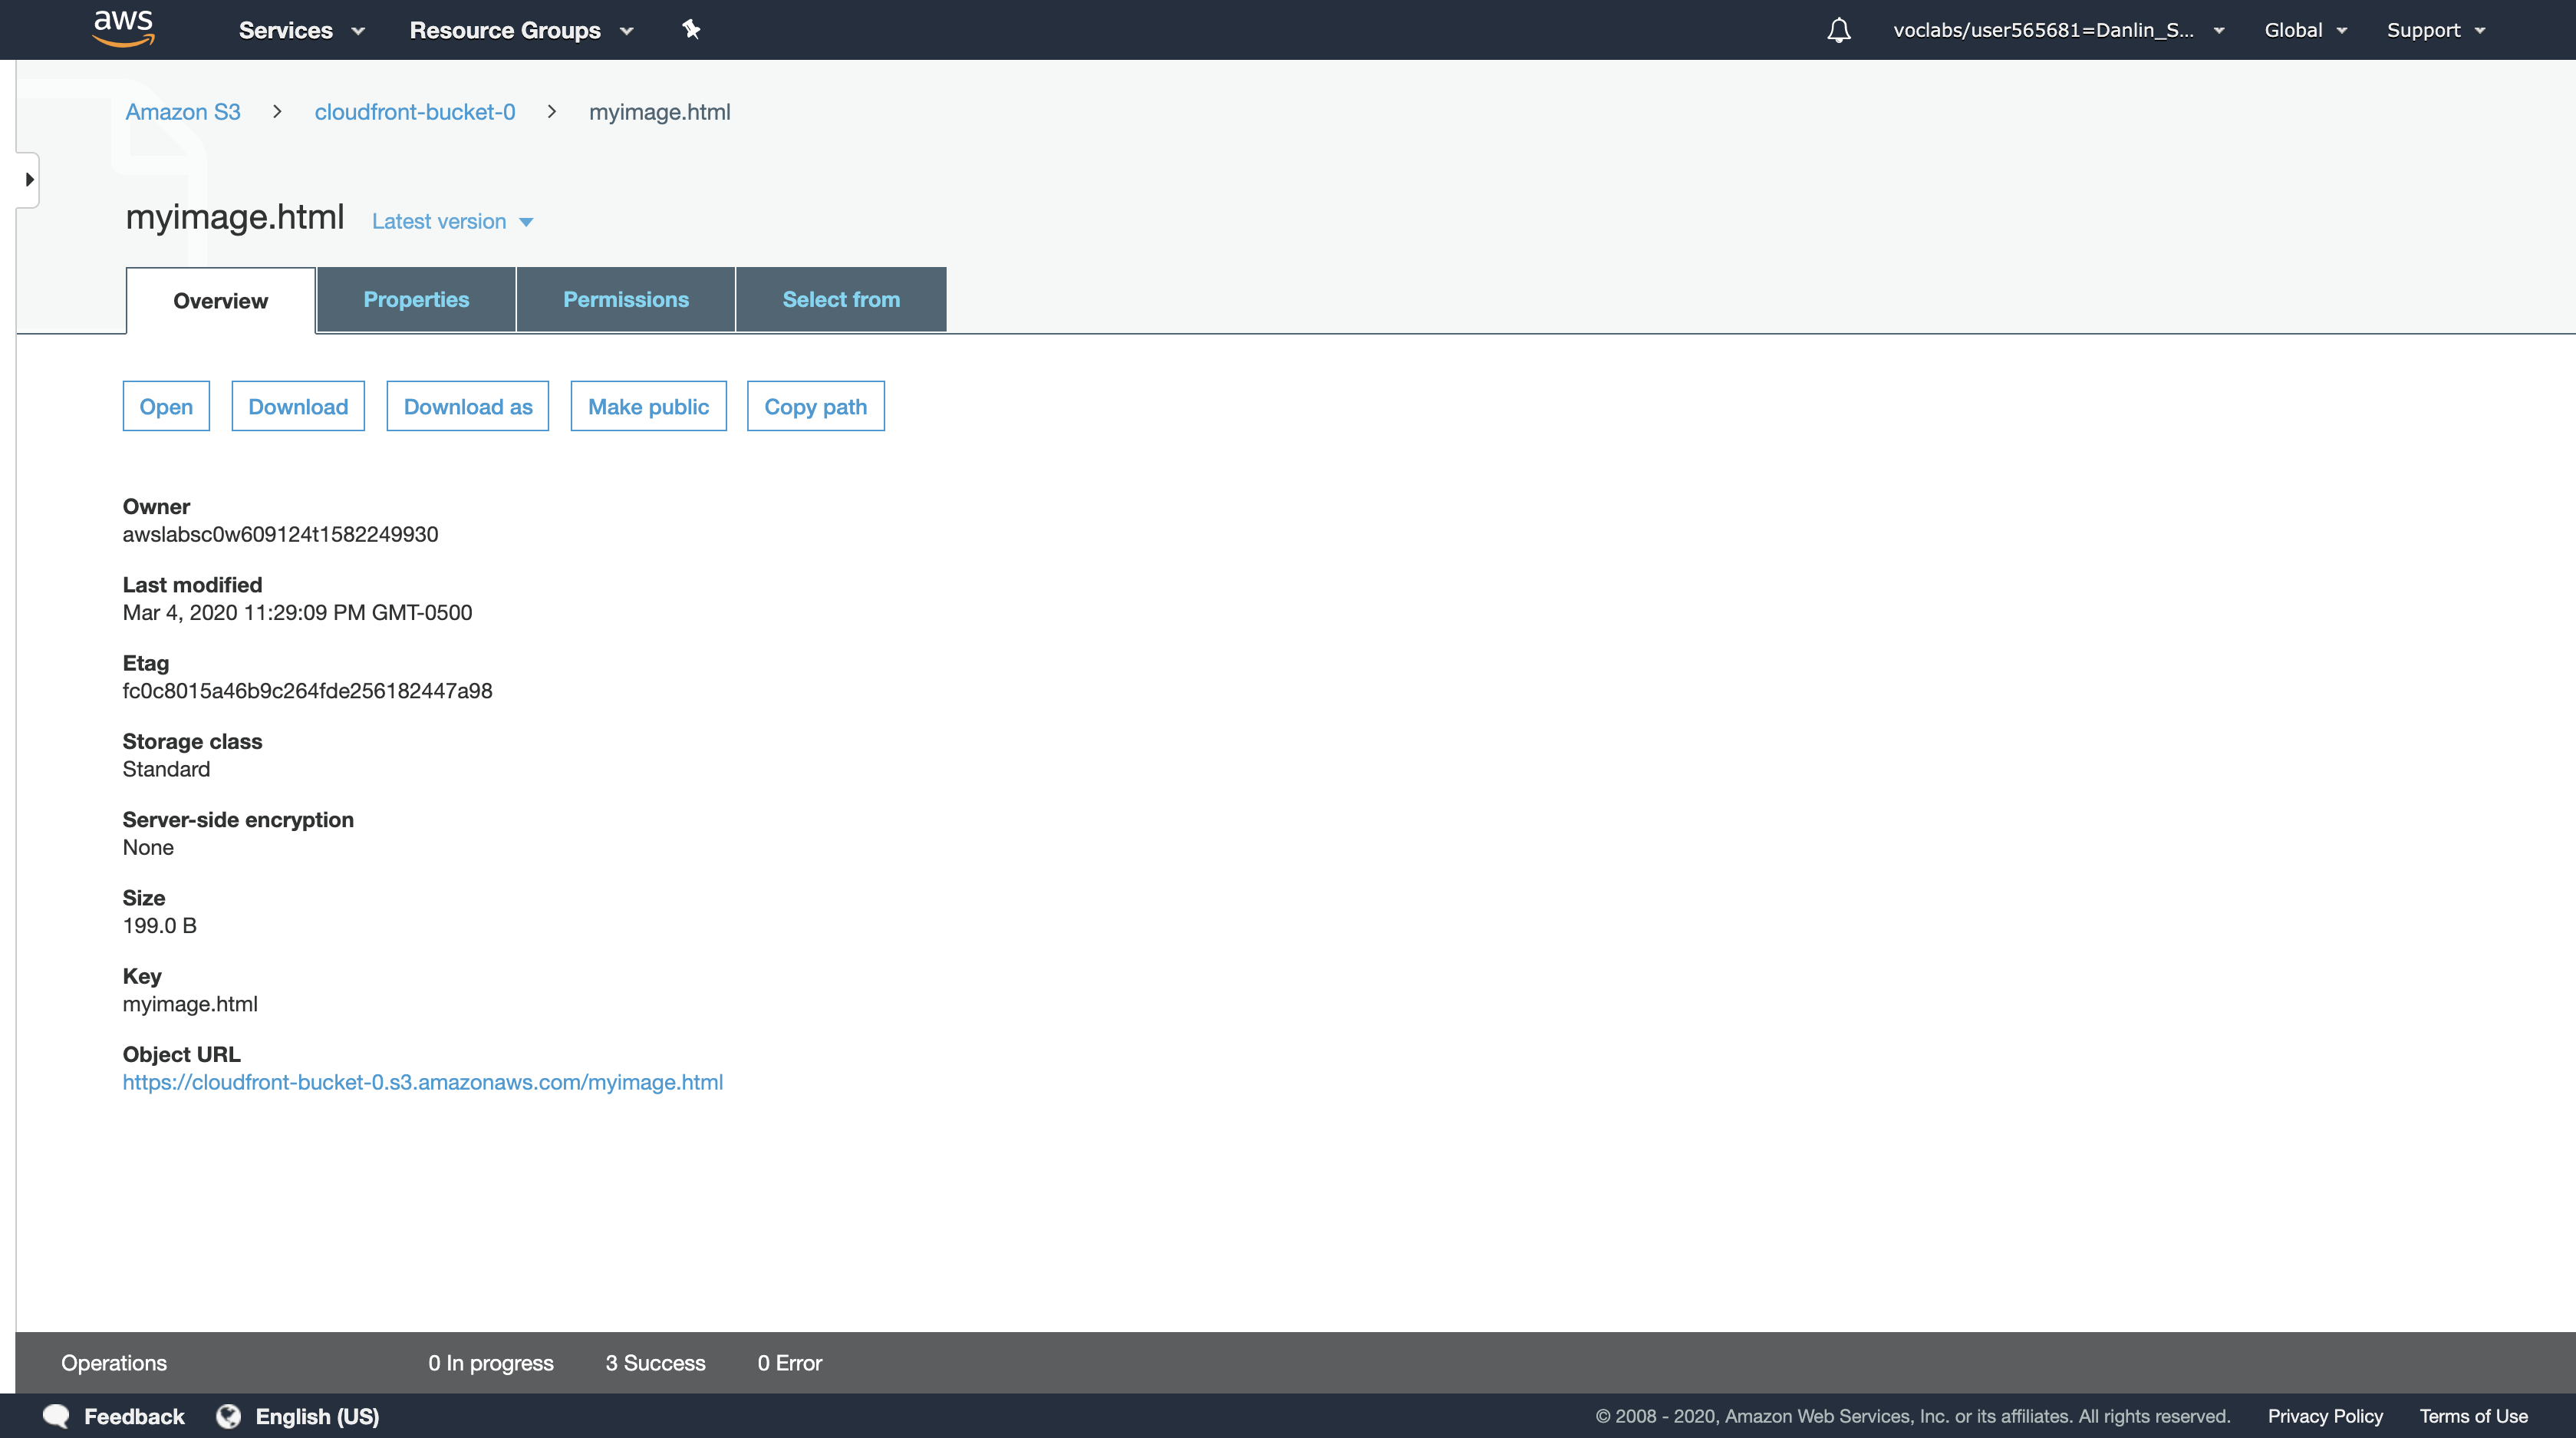 aws Services Resource Groups voclabs/user565681=Danlin_S... Global Support
Amazon S3 > cloudfront-bucket-0 > myimage.html
myimage.html Latest version
Overview Properties Permissions Select from
Open Download Download as Make public Copy path
Owner
awslabsc0w609124t1582249930
Last modified
Mar 4, 2020 11:29:09 PM GMT-0500
Etag
fc0c8015a46b9c264fde256182447a98
Storage class
Standard
Server-side encryption
None
Size
199.0 B
Key
myimage.html
Object URL
https://cloudfront-bucket-0.s3.amazonaws.com/myimage.html
Operations 0 In progress 3 Success 0 Error
Feedback English (US) © 2008 - 2020, Amazon Web Services, Inc. or its affiliates. All rights reserved. Privacy Policy Terms of Use